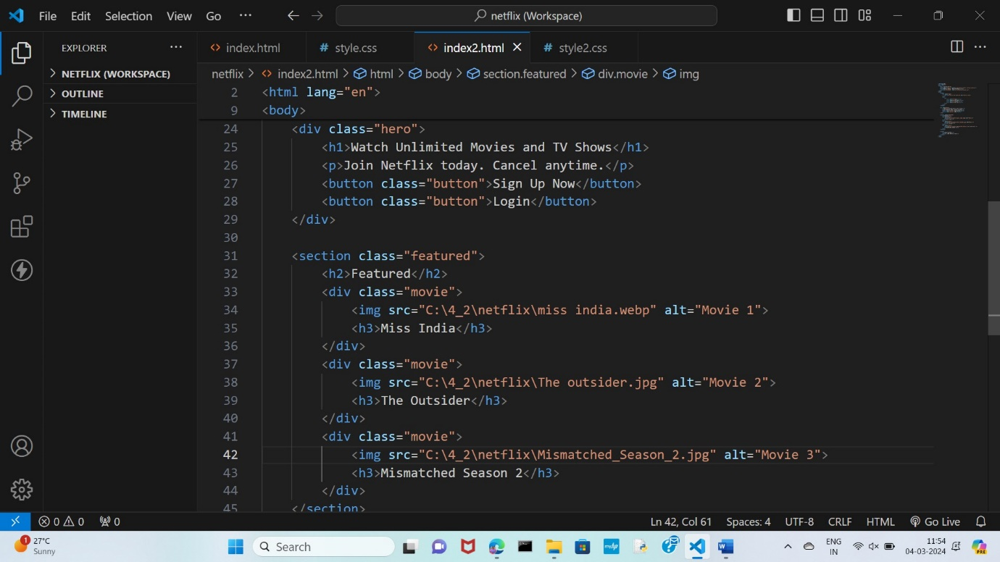 File Edit Selection View Go ··· netflix (Workspace)
EXPLORER ··· index.html # style.css index2.html # style2.css ···
NETFLIX (WORKSPACE) netflix > index2.html > html > body > section.featured > div.movie > img
OUTLINE
TIMELINE
2 <html lang="en">
9 <body>
24 <div class="hero">
25 <h1>Watch Unlimited Movies and TV Shows</h1>
26 <p>Join Netflix today. Cancel anytime.</p>
27 <button class="button">Sign Up Now</button>
28 <button class="button">Login</button>
29 </div>
30
31 <section class="featured">
32 <h2>Featured</h2>
33 <div class="movie">
34 <img src="C:\4_2\netflix\miss india.webp" alt="Movie 1">
35 <h3>Miss India</h3>
36 </div>
37 <div class="movie">
38 <img src="C:\4_2\netflix\The outsider.jpg" alt="Movie 2">
39 <h3>The Outsider</h3>
40 </div>
41 <div class="movie">
42 <img src="C:\4_2\netflix\Mismatched_Season_2.jpg" alt="Movie 3">
43 <h3>Mismatched Season 2</h3>
44 </div>
45 </section>
0 0 0 Ln 42, Col 61 Spaces: 4 UTF-8 CRLF HTML Go Live
1 27°C
Sunny
Search
myhp
ENG
IN
11:54
04-03-2024
PRE